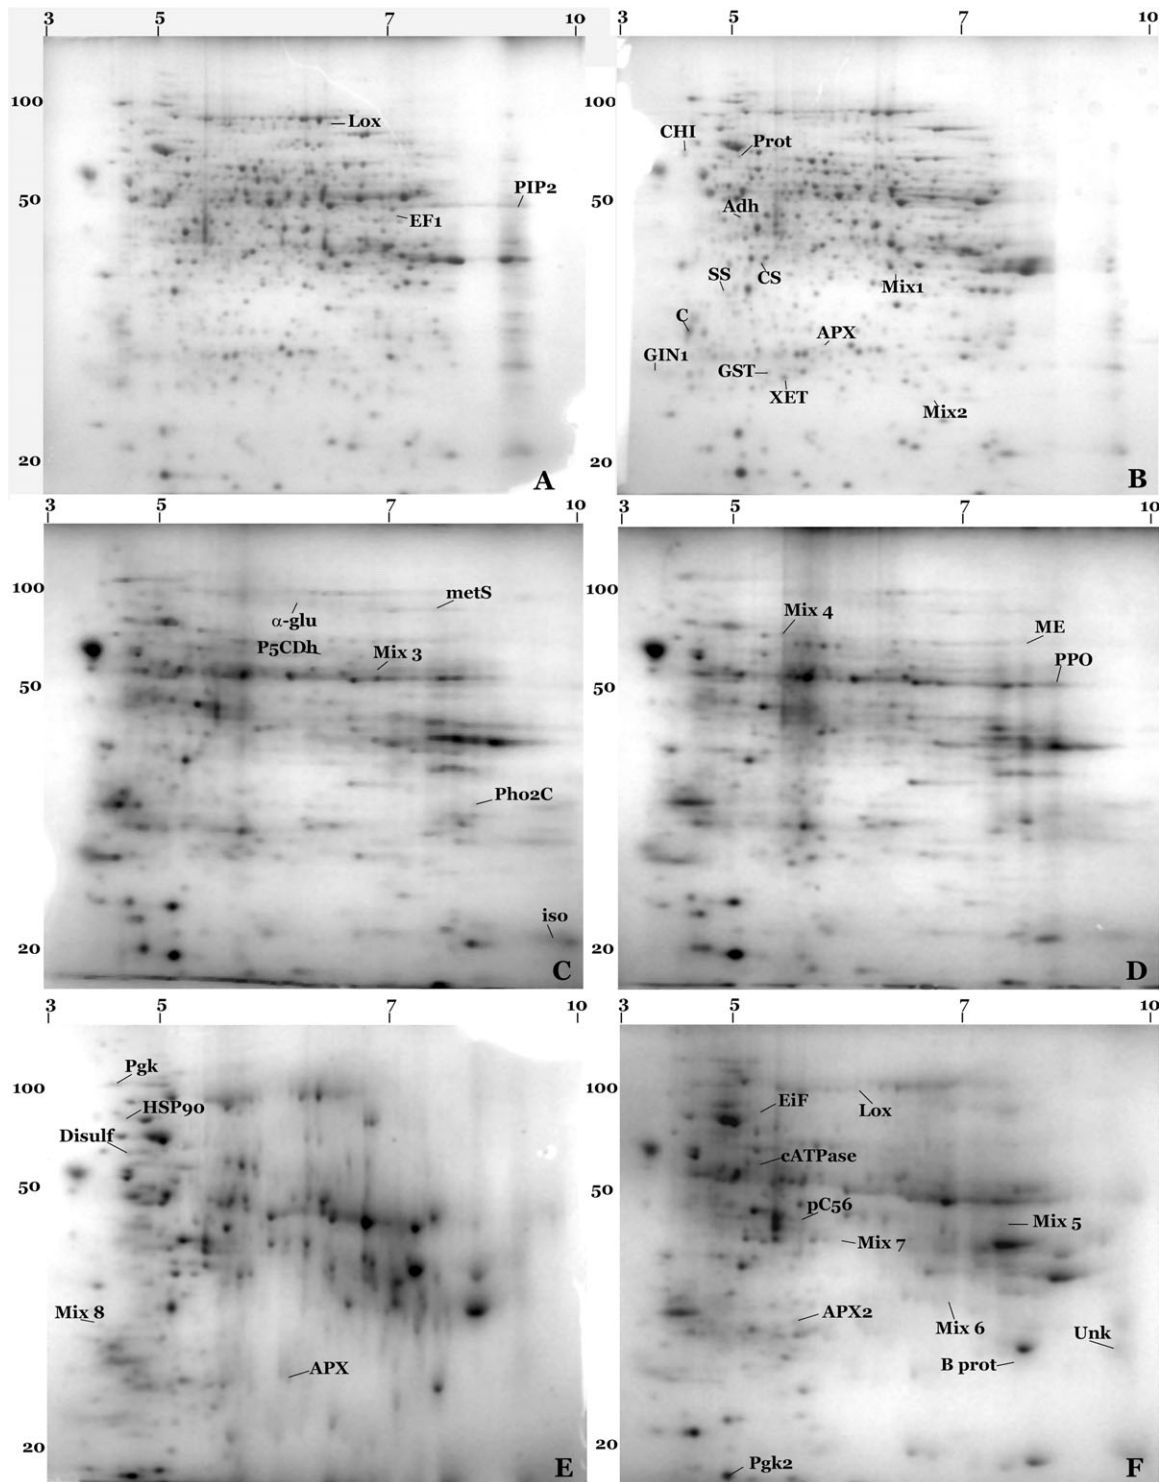 3 5 7 10
3 5 7 10
100
Lox
CHI
Prot
50
PIP2
EF1
50
Adh
SS
CS
Mix1
C
APX
GIN1
GST
XET
Mix2
20
A
20
B
3 5 7 10
3 5 7 10
100
metS
α-glu
P5CDh
Mix 3
50
Pho2C
iso
20
C
100
Mix 4
ME
PPO
50
20
D
3 5 7 10
3 5 7 10
Pgk
100
HSP90
Disulf
50
Mix 8
APX
20
E
100
EiF
Lox
cATPase
50
pC56
Mix 5
Mix 7
APX2
Mix 6
Unk
B prot
20
Pgk2
F